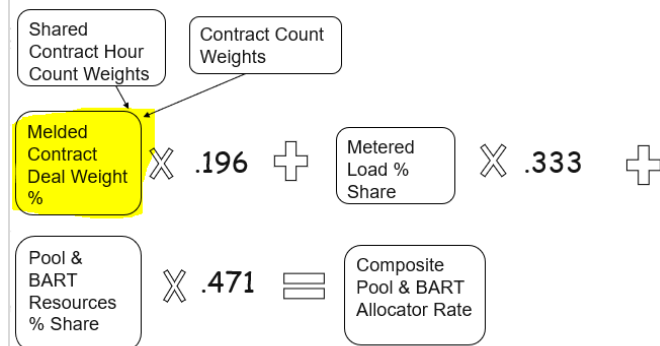 Shared
Contract Hour
Count Weights
Contract Count
Weights
Melded
Contract
Deal Weight
%
X .196 +
Metered
Load %
Share
X .333 +
Pool &
BART
Resources
% Share
X .471 =
Composite
Pool & BART
Allocator Rate